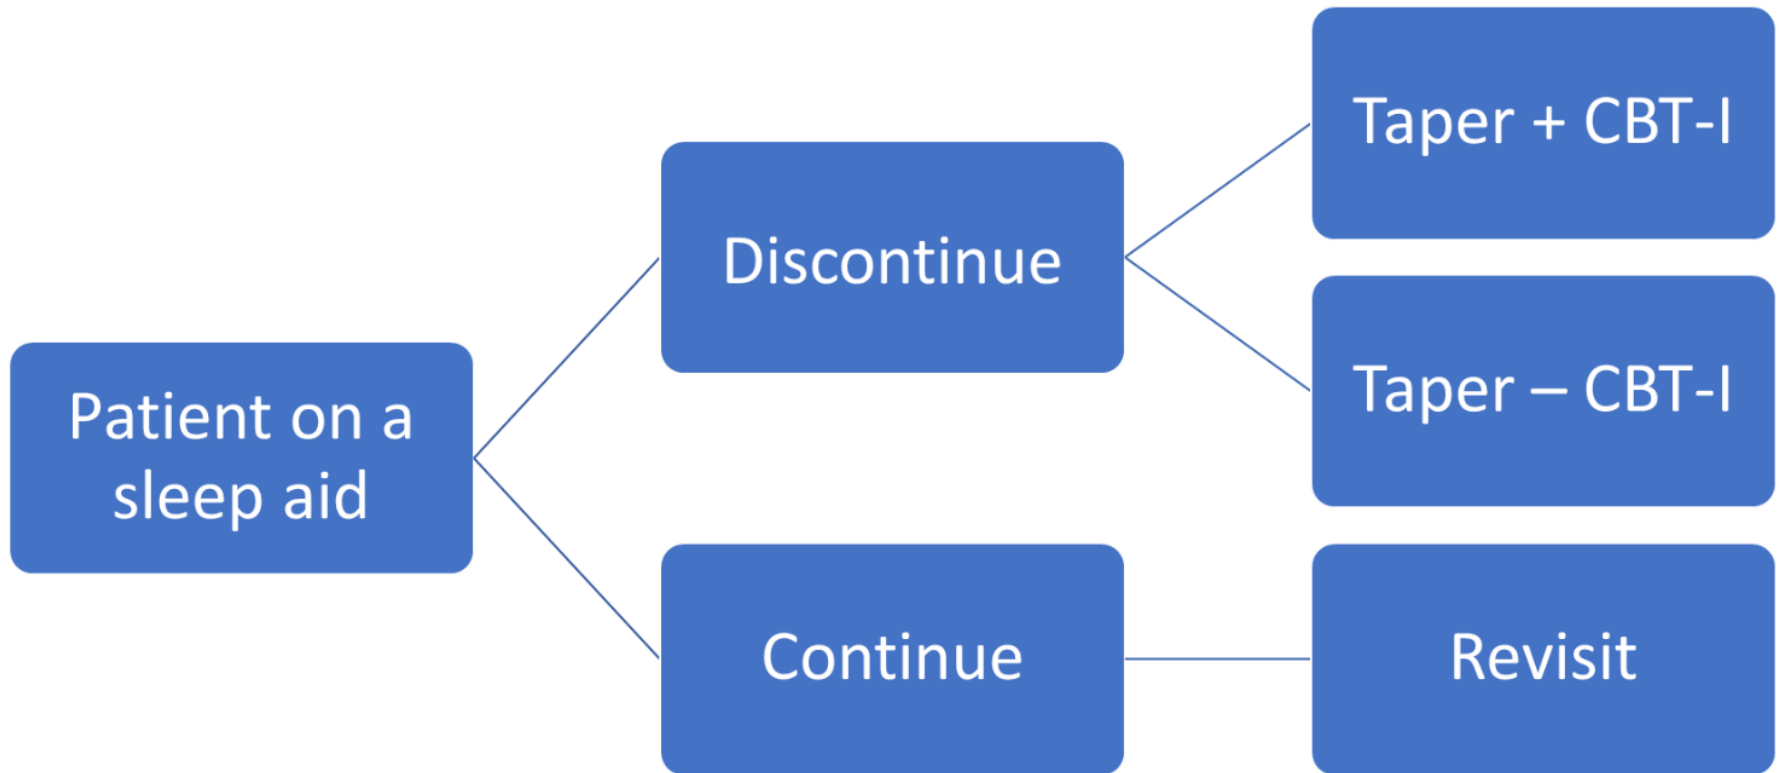 Patient on a
sleep aid
Discontinue
Continue
Taper + CBT-I
Taper – CBT-I
Revisit